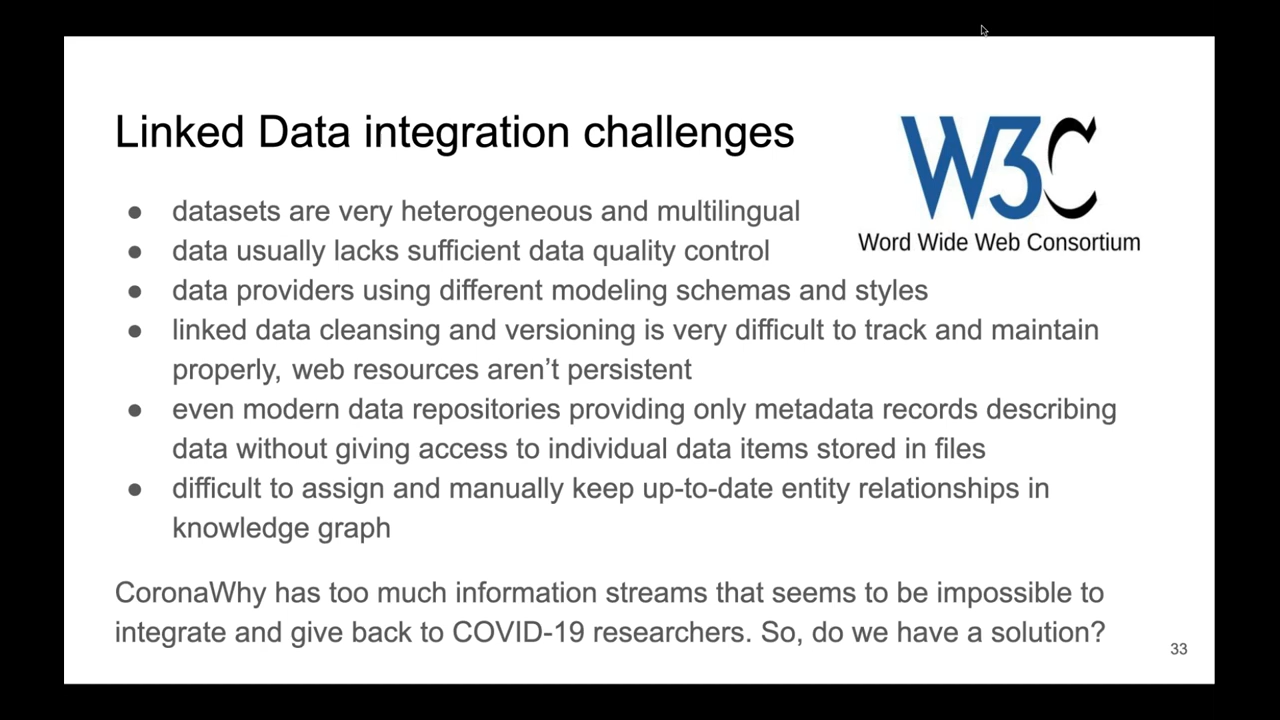 Linked Data integration challenges
W3C
Word Wide Web Consortium
● datasets are very heterogeneous and multilingual
● data usually lacks sufficient data quality control
● data providers using different modeling schemas and styles
● linked data cleansing and versioning is very difficult to track and maintain
properly, web resources aren’t persistent
● even modern data repositories providing only metadata records describing
data without giving access to individual data items stored in files
● difficult to assign and manually keep up-to-date entity relationships in
knowledge graph
CoronaWhy has too much information streams that seems to be impossible to
integrate and give back to COVID-19 researchers. So, do we have a solution?
33